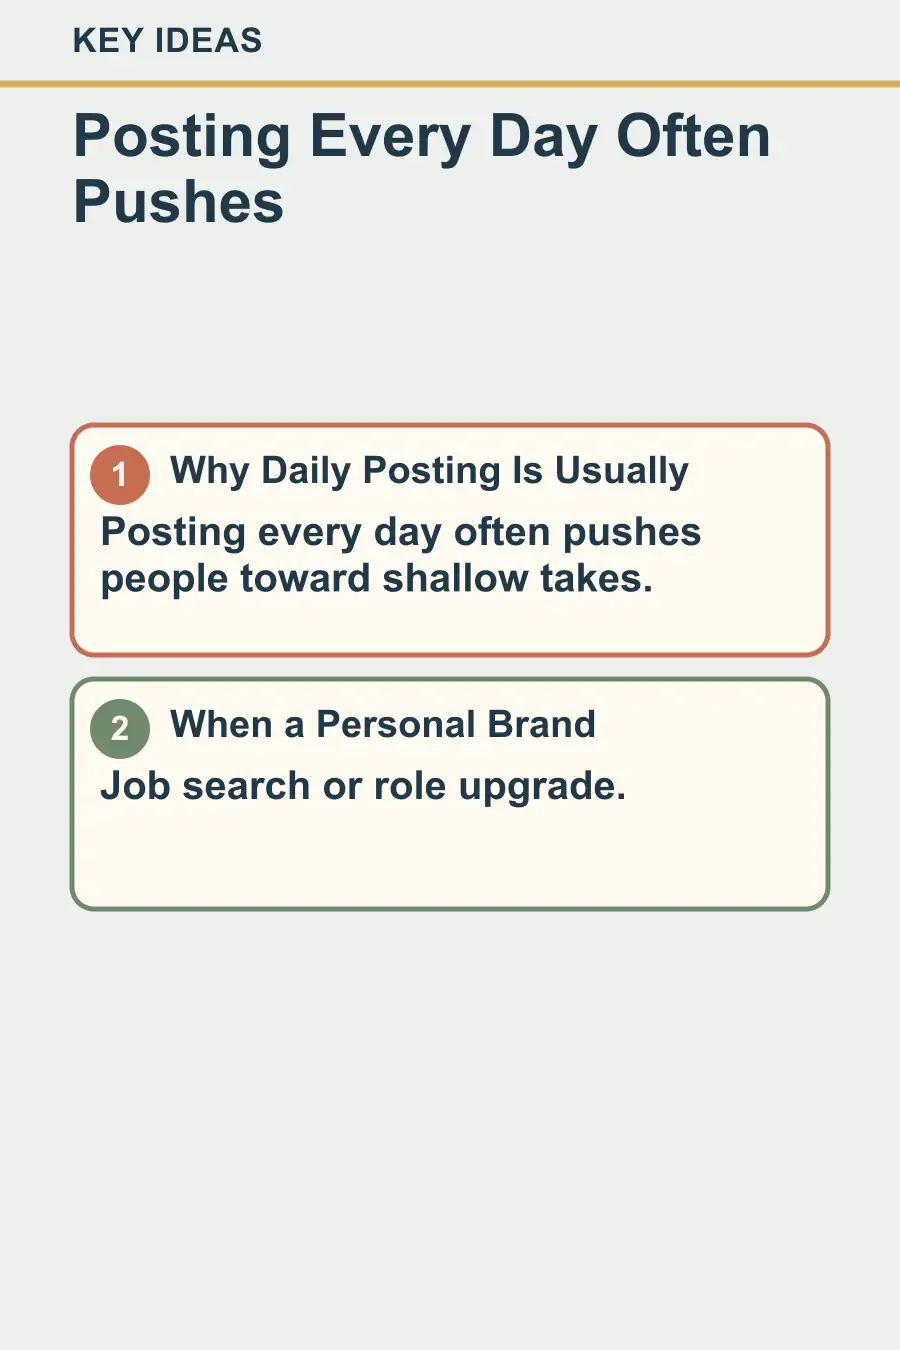 KEY IDEAS
Posting Every Day Often
Pushes
1 Why Daily Posting Is Usually
Posting every day often pushes
people toward shallow takes.
2 When a Personal Brand
Job search or role upgrade.